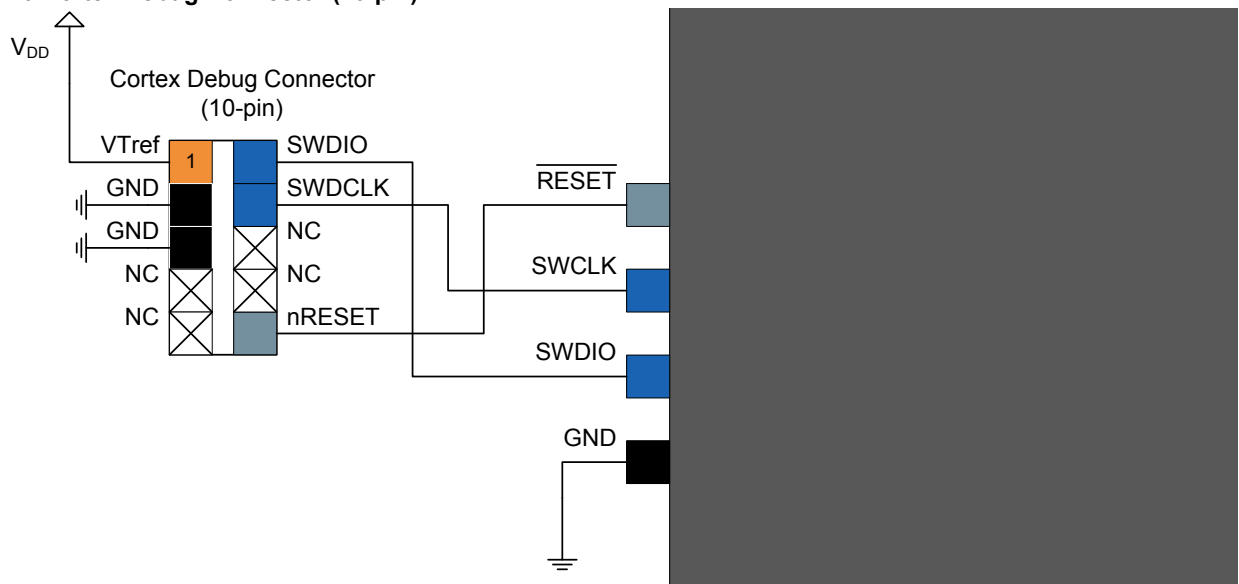 V_DD
Cortex Debug Connector
(10-pin)
VTref
1
SWDIO
GND
SWDCLK
GND
NC
NC
NC
NC
nRESET
RESET
SWCLK
SWDIO
GND